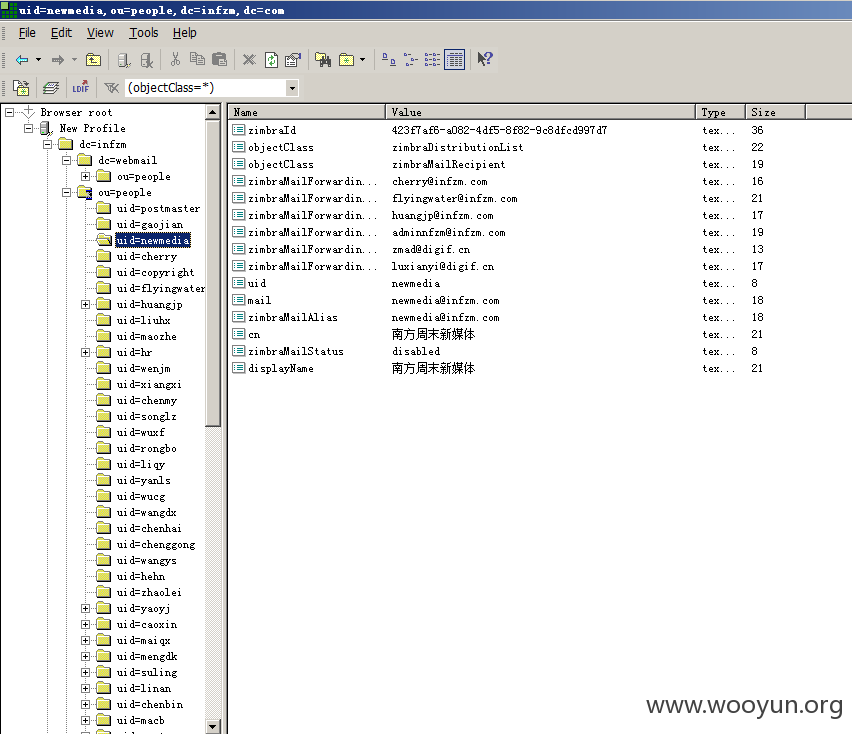 uid=newmedia,ou=people,dc=infzm,dc=com
File Edit View Tools Help
LDIF (objectClass=*)
Browser root
New Profile
dc=infzm
dc=webmail
ou=people
ou=people
uid=postmaster
uid=gaojian
uid=newmedia
uid=cherry
uid=copyright
uid=flyingwater
uid=huangjp
uid=liuhx
uid=maozhe
uid=hr
uid=wenjm
uid=xiangxi
uid=chenmy
uid=songlz
uid=wuxf
uid=rongbo
uid=liqy
uid=yanls
uid=wucg
uid=wangdx
uid=chenhai
uid=chenggong
uid=wangys
uid=hehn
uid=zhaolei
uid=yaoyj
uid=caoxin
uid=maiqx
uid=mengdk
uid=suling
uid=linan
uid=chenbin
uid=macb
Name Value Type Size
zimbraId 423f7af6-a082-4df5-8f82-9c8dfcd997d7 tex... 36
objectClass zimbraDistributionList tex... 22
objectClass zimbraMailRecipient tex... 19
zimbraMailForwardin... cherry@infzm.com tex... 16
zimbraMailForwardin... flyingwater@infzm.com tex... 21
zimbraMailForwardin... huangjp@infzm.com tex... 17
zimbraMailForwardin... adminnfzm@infzm.com tex... 19
zimbraMailForwardin... zmad@digif.cn tex... 13
zimbraMailForwardin... luxianyi@digif.cn tex... 17
uid newmedia tex... 8
mail newmedia@infzm.com tex... 18
zimbraMailAlias newmedia@infzm.com tex... 18
cn 南方周末新媒体 tex... 21
zimbraMailStatus disabled tex... 8
displayName 南方周末新媒体 tex... 21
www.wooyun.org